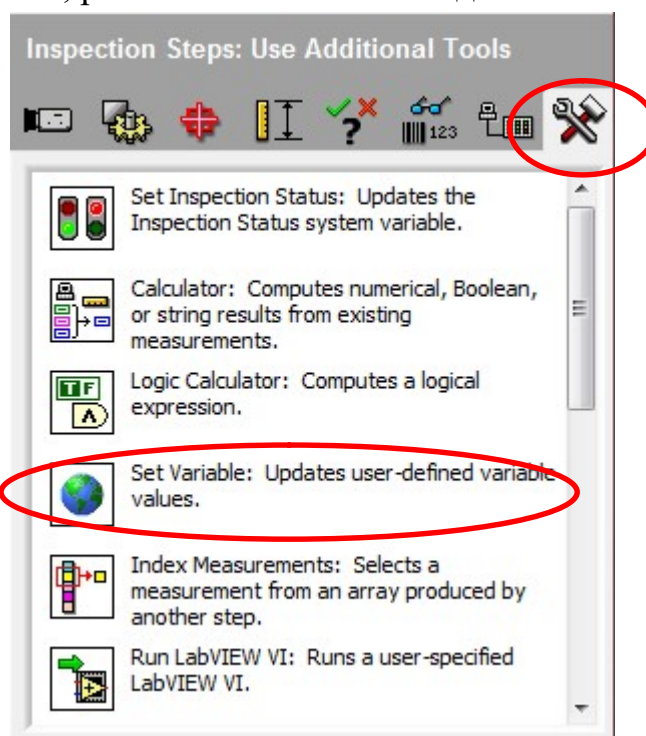 Inspection Steps: Use Additional Tools
123
Set Inspection Status: Updates the
Inspection Status system variable.
Calculator: Computes numerical, Boolean,
or string results from existing
measurements.
TF
Logic Calculator: Computes a logical
expression.
Set Variable: Updates user-defined variable
values.
Index Measurements: Selects a
measurement from an array produced by
another step.
Run LabVIEW VI: Runs a user-specified
LabVIEW VI.